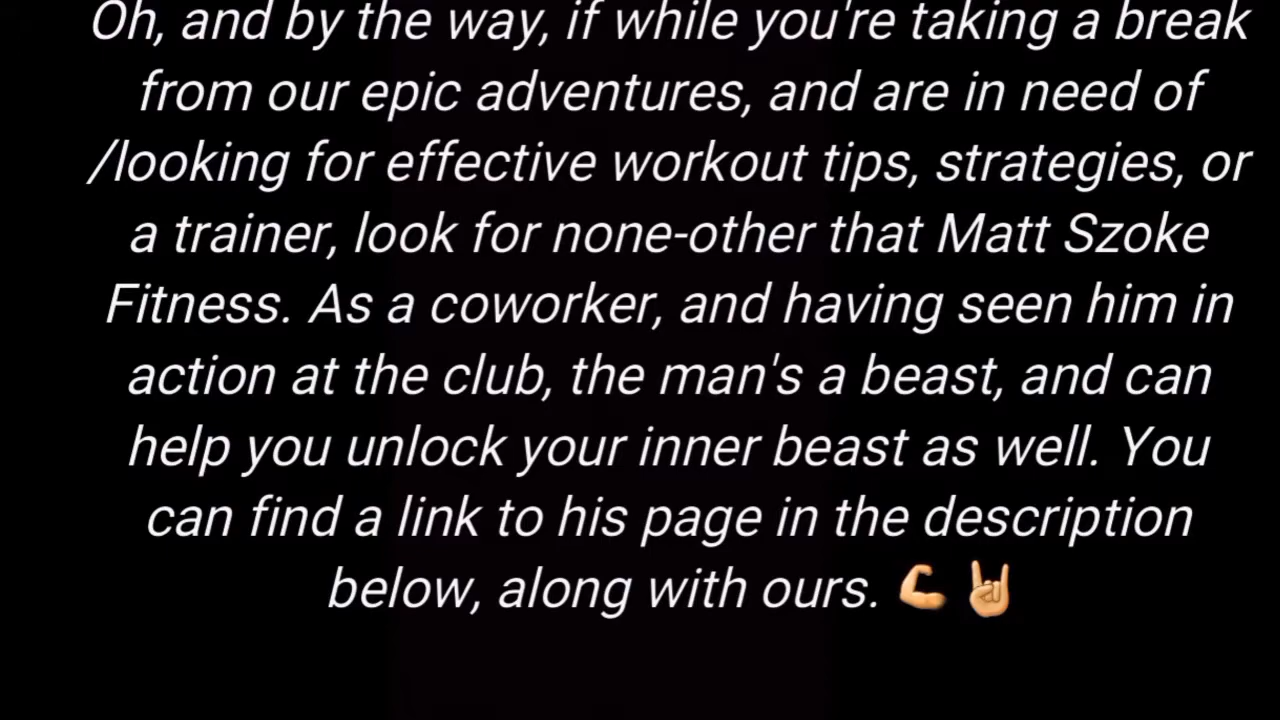 Oh, and by the way, if while you're taking a break
from our epic adventures, and are in need of
/looking for effective workout tips, strategies, or
a trainer, look for none-other that Matt Szoke
Fitness. As a coworker, and having seen him in
action at the club, the man's a beast, and can
help you unlock your inner beast as well. You
can find a link to his page in the description
below, along with ours. 💪🤘